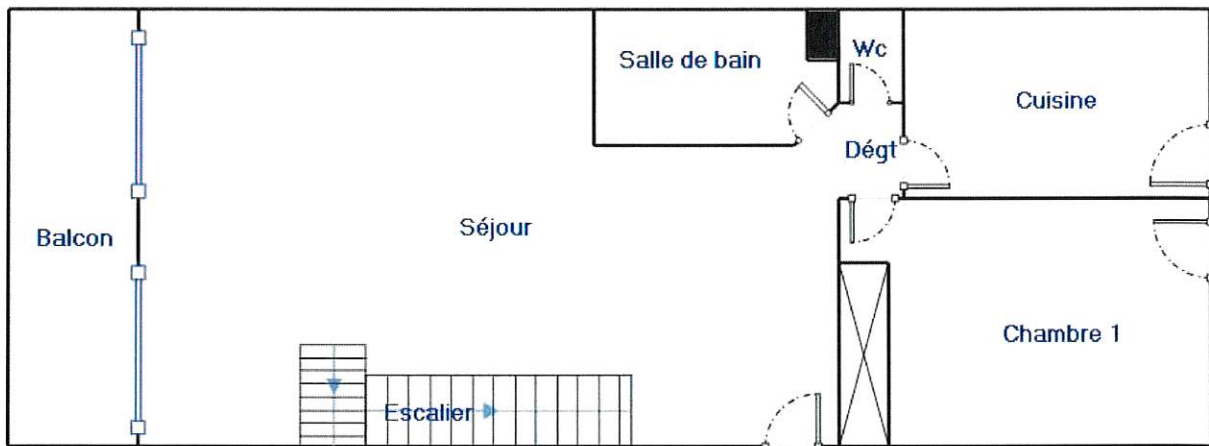 Salle de bain
Wc
Cuisine
Dégt
Balcon
Séjour
Chambre 1
Escalier